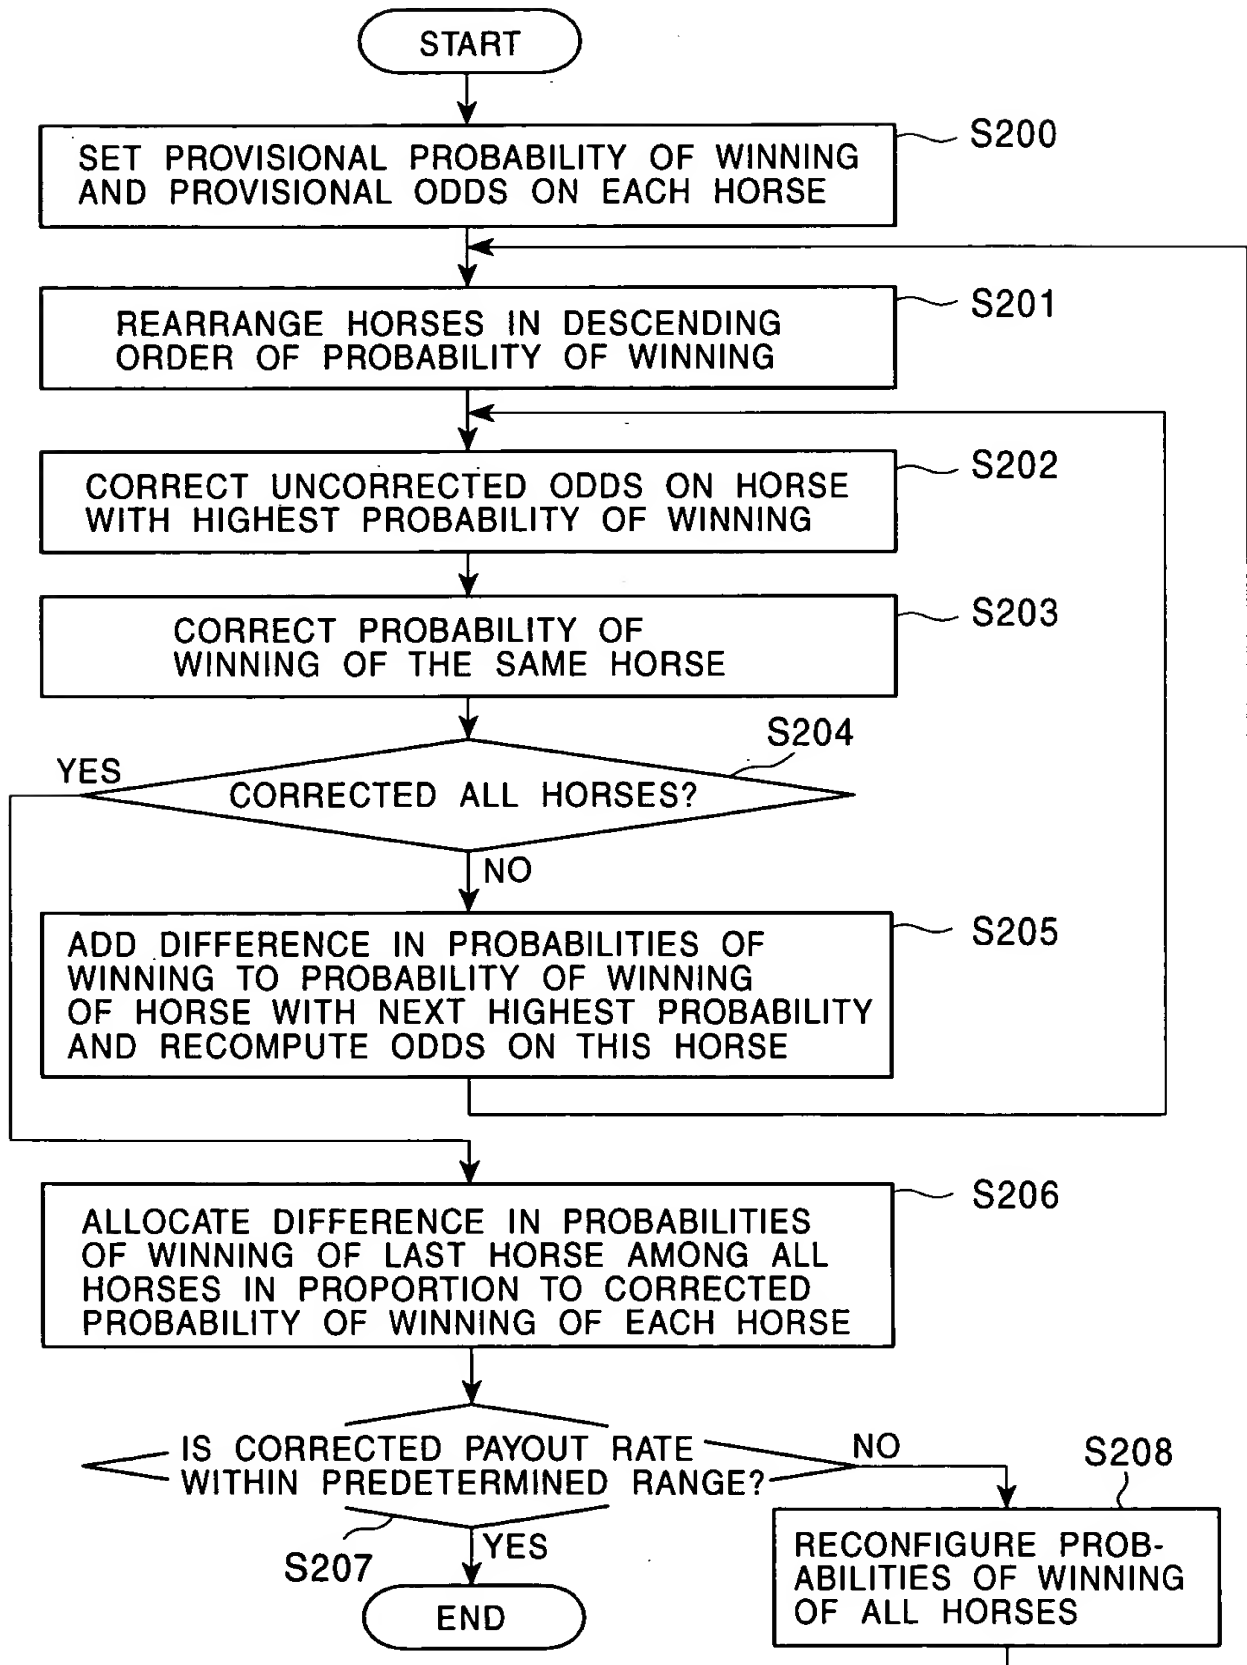 START
S200
SET PROVISIONAL PROBABILITY OF WINNING
AND PROVISIONAL ODDS ON EACH HORSE
S201
REARRANGE HORSES IN DESCENDING
ORDER OF PROBABILITY OF WINNING
S202
CORRECT UNCORRECTED ODDS ON HORSE
WITH HIGHEST PROBABILITY OF WINNING
S203
CORRECT PROBABILITY OF
WINNING OF THE SAME HORSE
S204
YES
CORRECTED ALL HORSES?
NO
S205
ADD DIFFERENCE IN PROBABILITIES OF
WINNING TO PROBABILITY OF WINNING
OF HORSE WITH NEXT HIGHEST PROBABILITY
AND RECOMPUTE ODDS ON THIS HORSE
S206
ALLOCATE DIFFERENCE IN PROBABILITIES
OF WINNING OF LAST HORSE AMONG ALL
HORSES IN PROPORTION TO CORRECTED
PROBABILITY OF WINNING OF EACH HORSE
IS CORRECTED PAYOUT RATE
WITHIN PREDETERMINED RANGE?
NO
S208
S207
YES
RECONFIGURE PROB-
ABILITIES OF WINNING
OF ALL HORSES
END